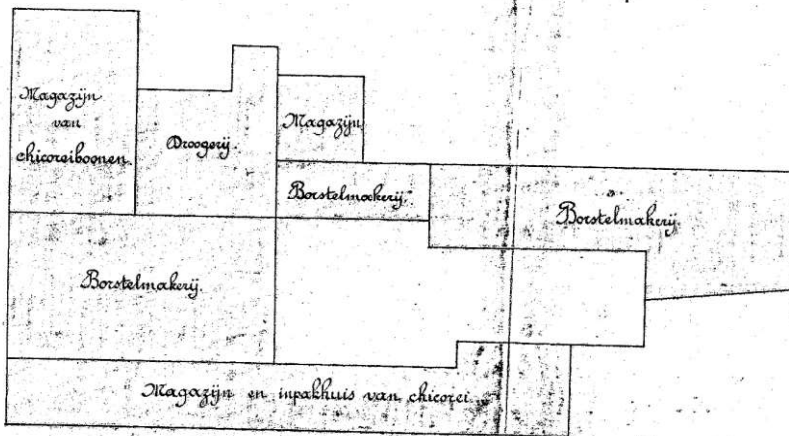 Magazijn
van
chicoreiboonen.
Droogerij.
Magazijn
Borstelmakerij.
Borstelmakerij
Borstelmakerij.
Magazijn en inpakhuis van chicorei